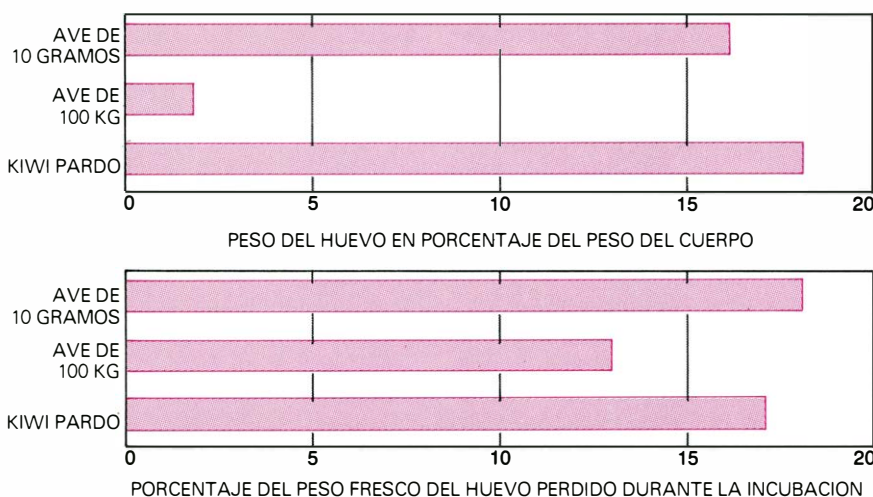 AVE DE
10 GRAMOS
AVE DE
100 KG
KIWI PARDO
0 5 10 15 20
PESO DEL HUEVO EN PORCENTAJE DEL PESO DEL CUERPO
AVE DE
10 GRAMOS
AVE DE
100 KG
KIWI PARDO
0 5 10 15 20
PORCENTAJE DEL PESO FRESCO DEL HUEVO PERDIDO DURANTE LA INCUBACION